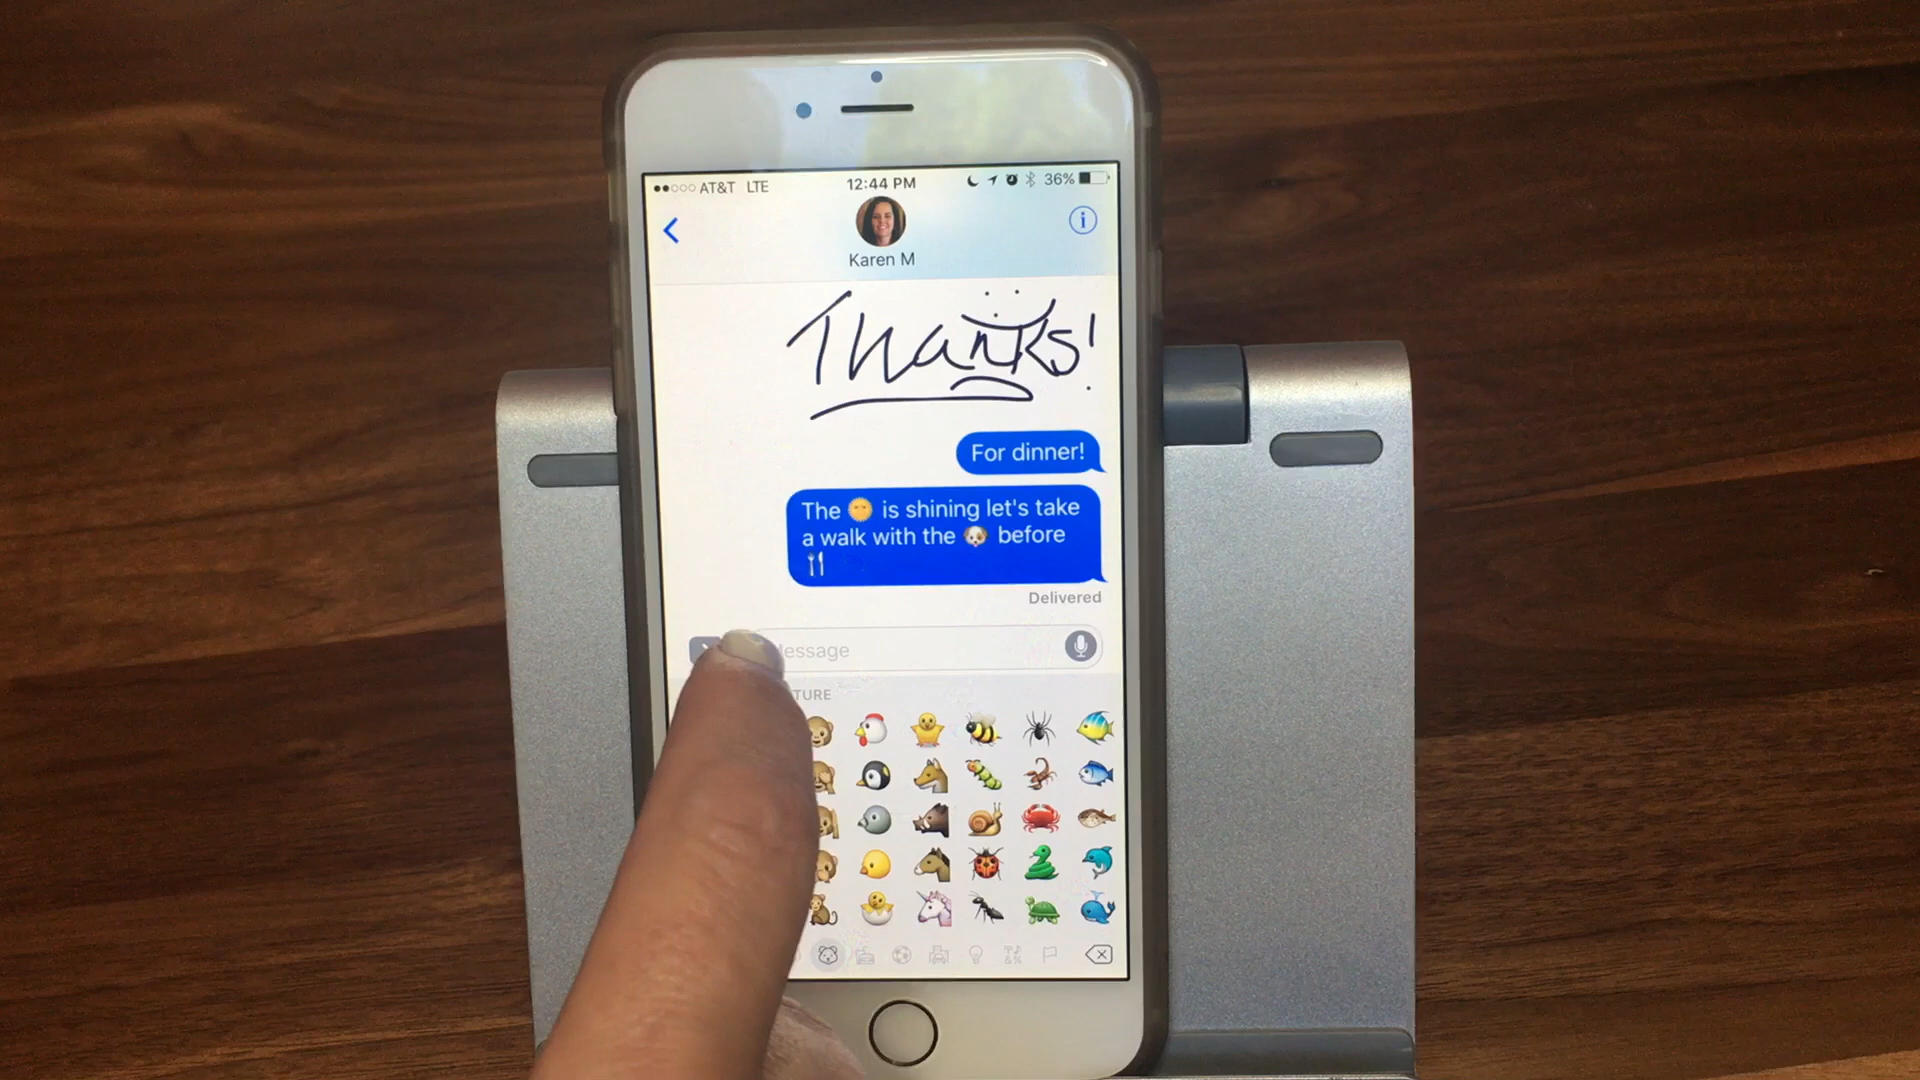 AT&T LTE 12:44 PM 36%
Karen M
Thanks!
For dinner!
The 🌞 is shining let's take
a walk with the 🐶 before
🍴
Delivered
essage
TURE